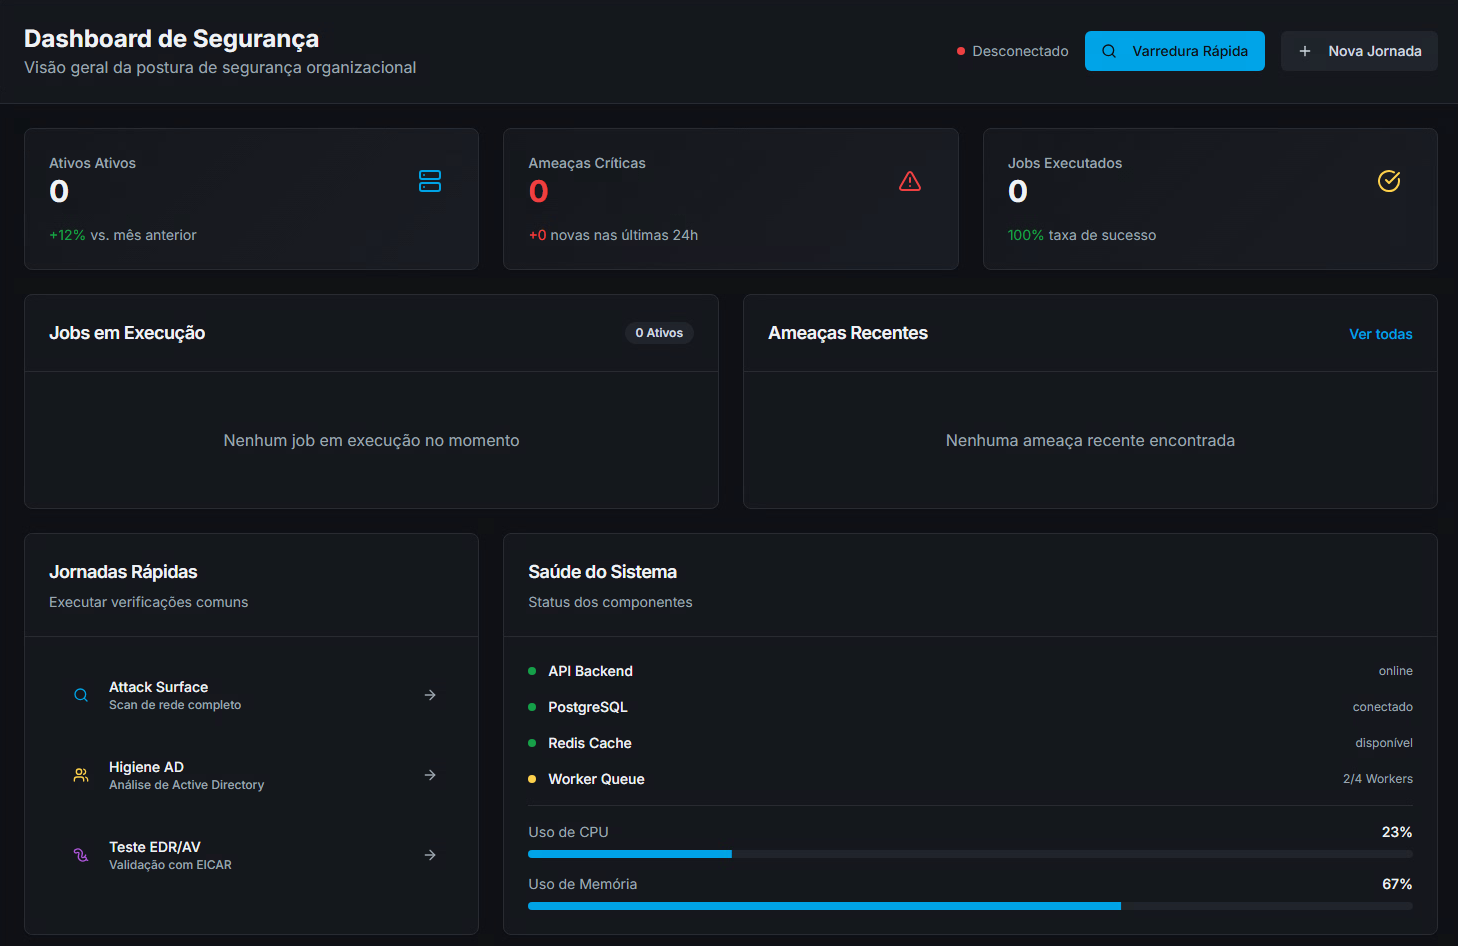 Dashboard de Segurança
Visão geral da postura de segurança organizacional
Desconectado
Varredura Rápida
Nova Jornada
Ativos Ativos
0
+12% vs. mês anterior
Ameaças Críticas
0
+0 novas nas últimas 24h
Jobs Executados
0
100% taxa de sucesso
Jobs em Execução
0 Ativos
Nenhum job em execução no momento
Ameaças Recentes
Ver todas
Nenhuma ameaça recente encontrada
Jornadas Rápidas
Executar verificações comuns
Attack Surface
Scan de rede completo
Higiene AD
Análise de Active Directory
Teste EDR/AV
Validação com EICAR
Saúde do Sistema
Status dos componentes
API Backend
online
PostgreSQL
conectado
Redis Cache
disponível
Worker Queue
2/4 Workers
Uso de CPU
23%
Uso de Memória
67%